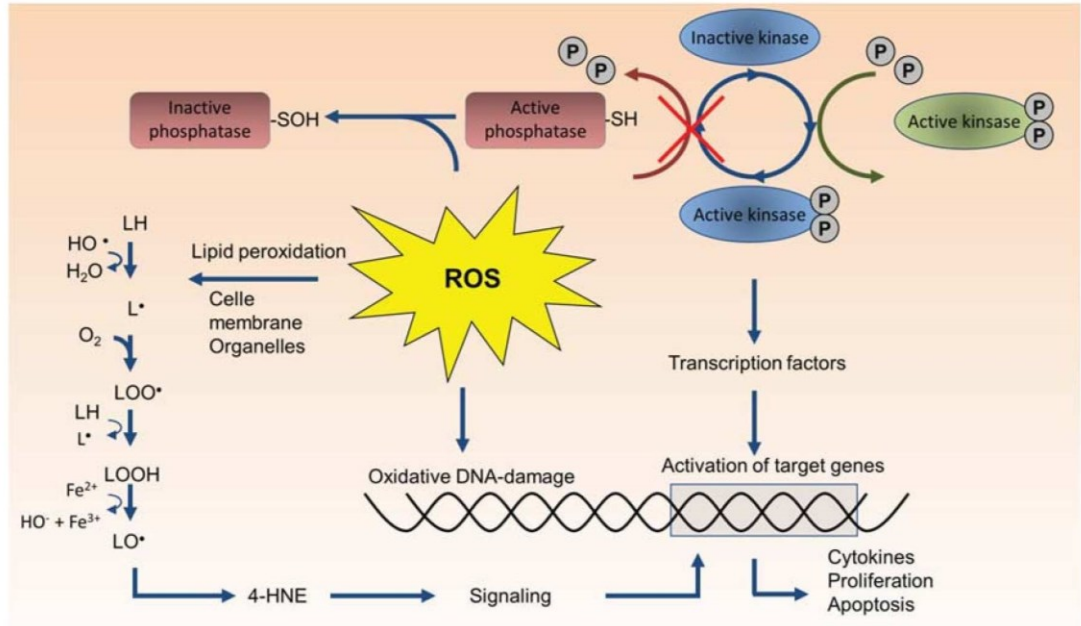 Inactive kinase
P
P
P
P
Inactive
phosphatase
-SOH
Active
phosphatase
-SH
Active kinsase
P
P
Active kinsase
P
P
LH
HO •
H₂O
Lipid peroxidation
ROS
Celle
membrane
Organelles
L•
O₂
Transcription factors
LOO•
LH
L•
LOOH
Oxidative DNA-damage
Activation of target genes
Fe²⁺
HO⁻ + Fe³⁺
LO•
Cytokines
Proliferation
Apoptosis
4-HNE
Signaling